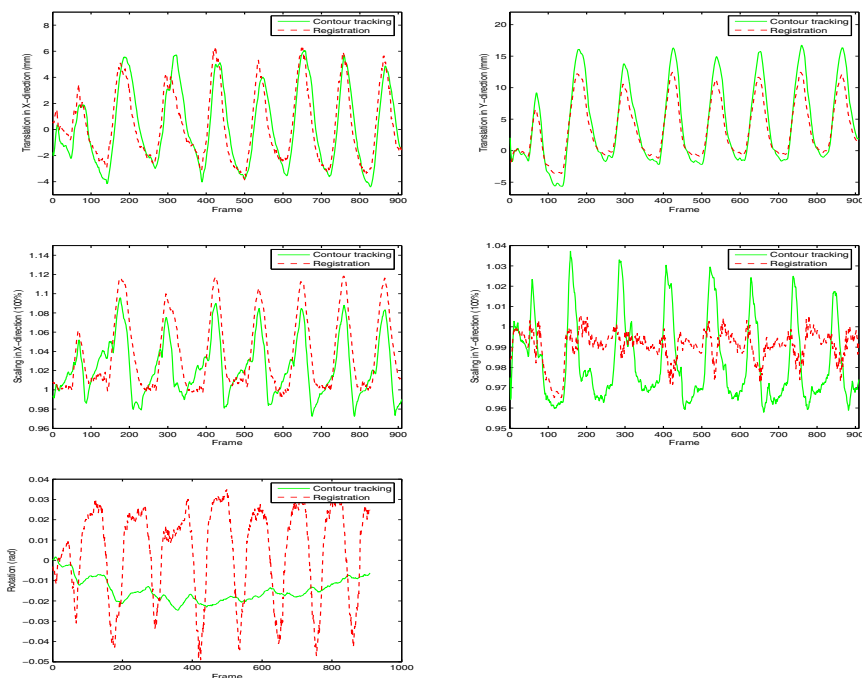 8
6
4
2
0
−2
−4
0 100 200 300 400 500 600 700 800 900
Frame
Translation in X−direction (mm)
Contour tracking
Registration
20
15
10
5
0
−5
0 100 200 300 400 500 600 700 800 900
Frame
Translation in Y−direction (mm)
Contour tracking
Registration
1.14
1.12
1.1
1.08
1.06
1.04
1.02
1
0.98
0.96
0 100 200 300 400 500 600 700 800 900
Frame
Scaling in X−direction (100%)
Contour tracking
Registration
1.04
1.03
1.02
1.01
1
0.99
0.98
0.97
0.96
0.95
0 100 200 300 400 500 600 700 800 900
Frame
Scaling in Y−direction (100%)
Contour tracking
Registration
0.04
0.03
0.02
0.01
0
−0.01
−0.02
−0.03
−0.04
−0.05
0 200 400 600 800 1000
Frame
Rotation (rad)
Contour tracking
Registration